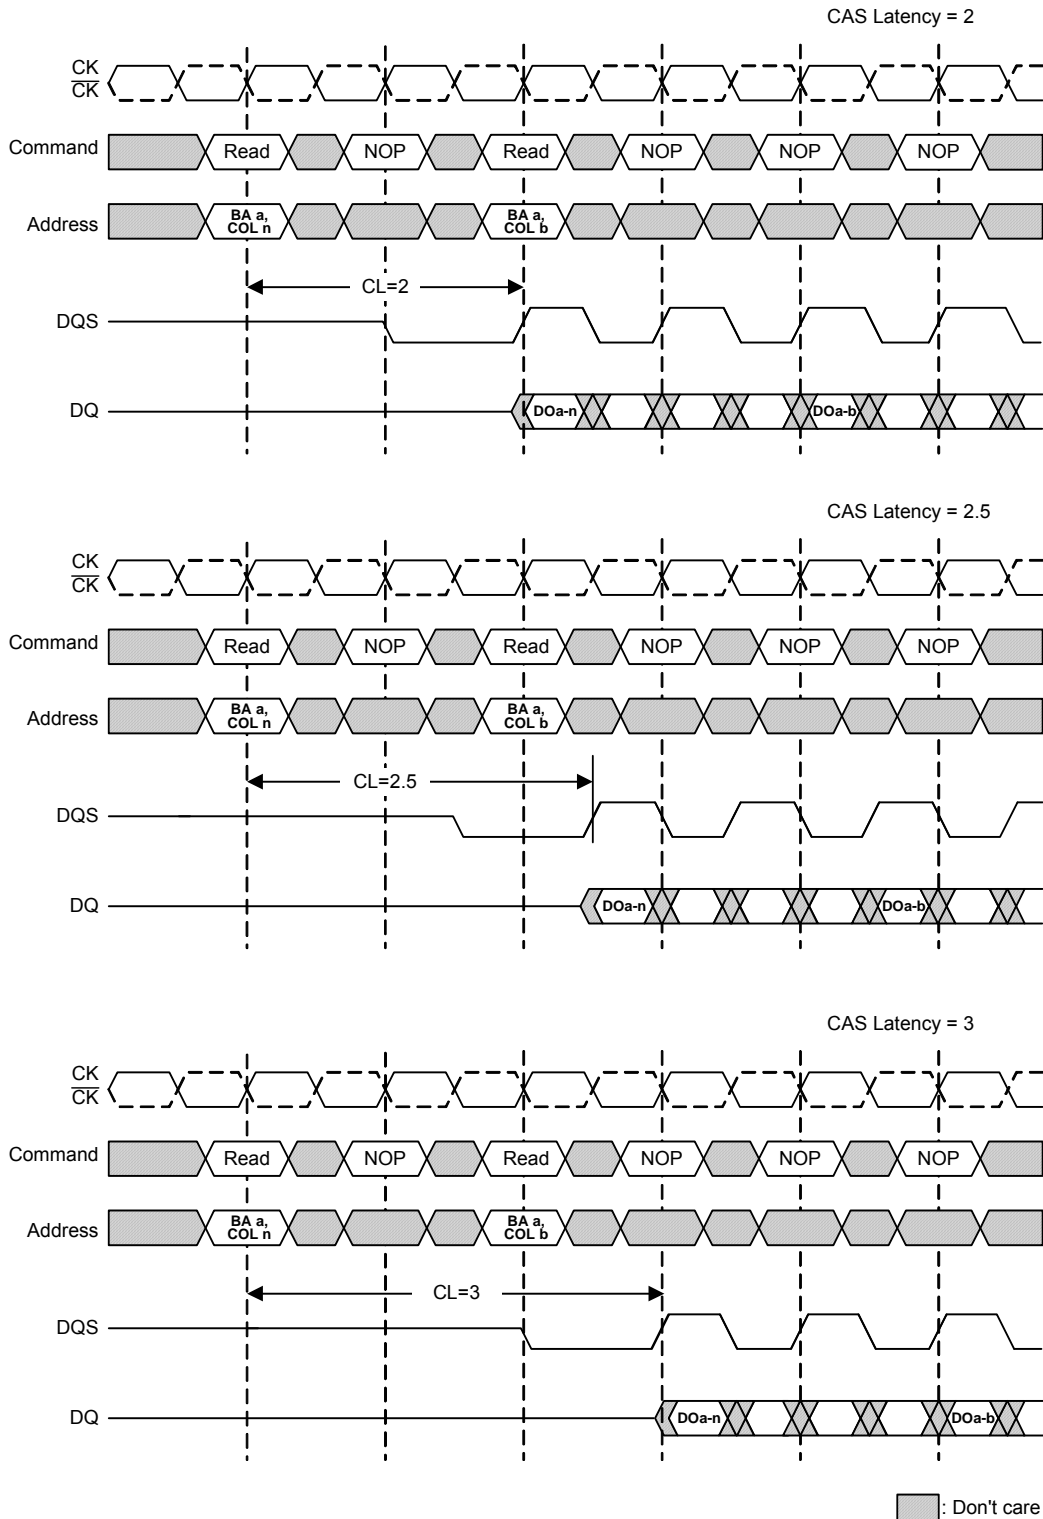 CAS Latency = 2
CK
CK
Command
Read
NOP
Read
NOP
NOP
NOP
Address
BA a,
COL n
BA a,
COL b
CL=2
DQS
DQ
DOa-n
DOa-b
CAS Latency = 2.5
CK
CK
Command
Read
NOP
Read
NOP
NOP
NOP
Address
BA a,
COL n
BA a,
COL b
CL=2.5
DQS
DQ
DOa-n
DOa-b
CAS Latency = 3
CK
CK
Command
Read
NOP
Read
NOP
NOP
NOP
Address
BA a,
COL n
BA a,
COL b
CL=3
DQS
DQ
DOa-n
DOa-b
: Don't care